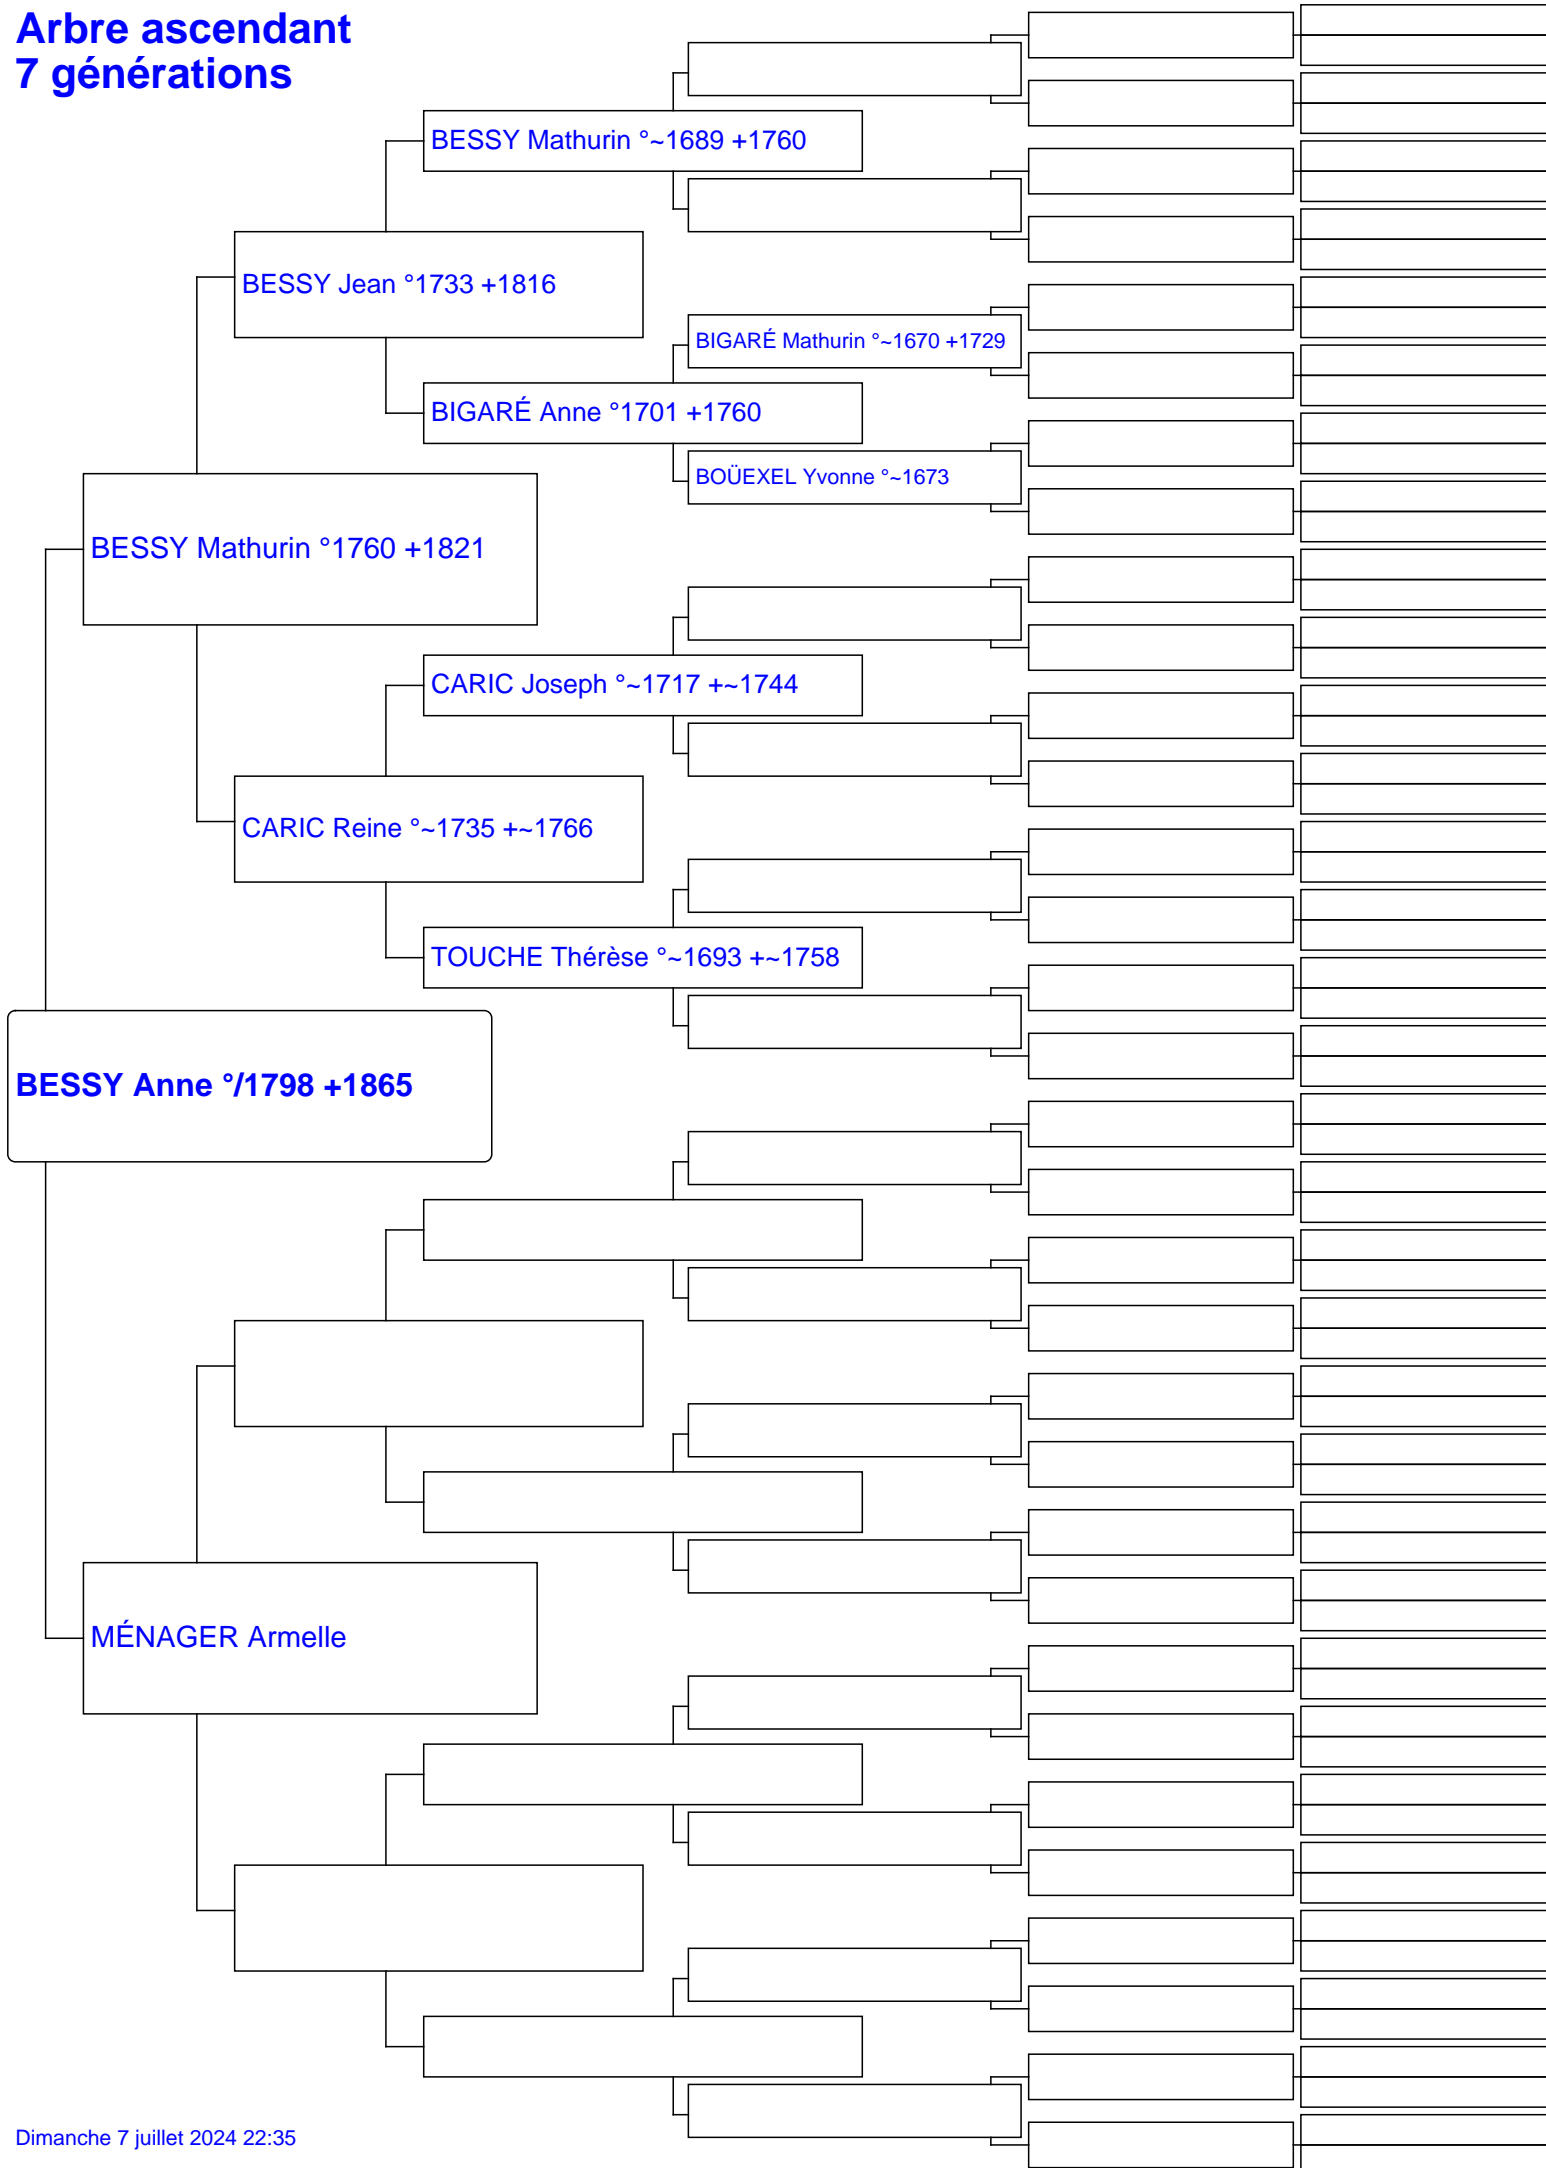 Arbre ascendant
7 générations
BESSY Mathurin °~1689 +1760
BESSY Jean °1733 +1816
BIGARÉ Mathurin °~1670 +1729
BIGARÉ Anne °1701 +1760
BOÜEXEL Yvonne °~1673
BESSY Mathurin °1760 +1821
CARIC Joseph °~1717 +~1744
CARIC Reine °~1735 +~1766
TOUCHE Thérèse °~1693 +~1758
BESSY Anne °/1798 +1865
MÉNAGER Armelle
Dimanche 7 juillet 2024 22:35